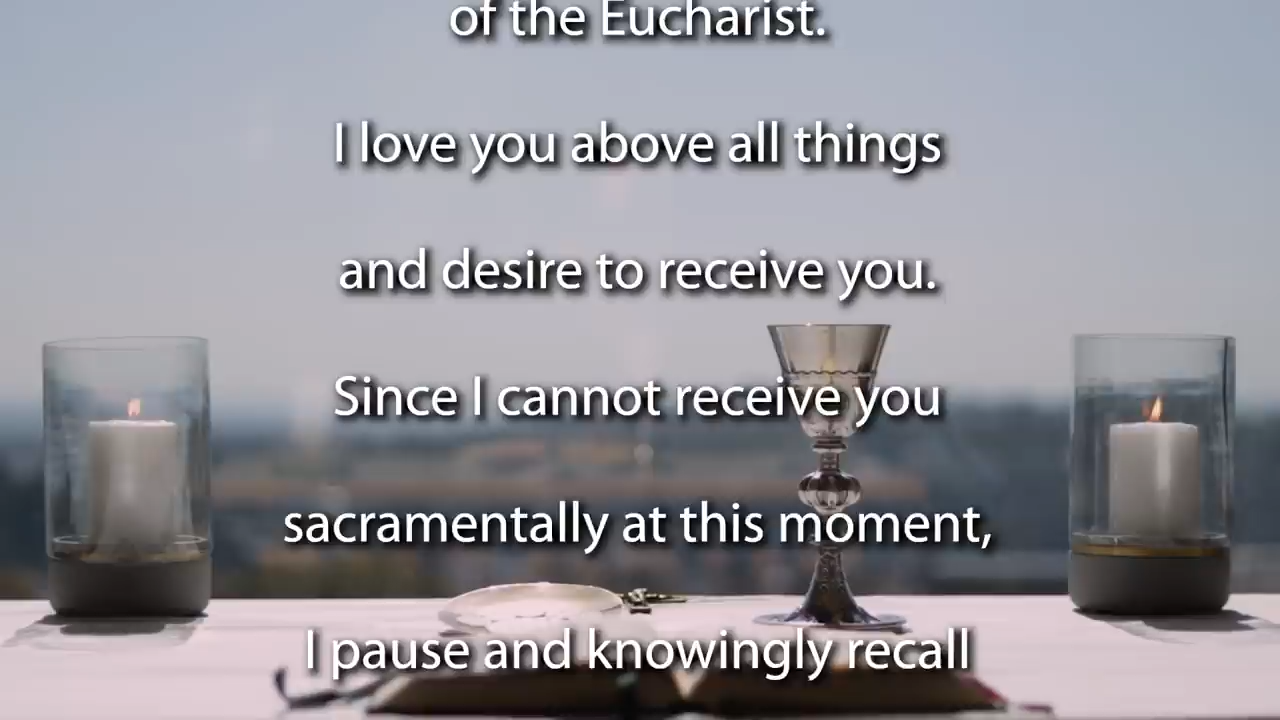 of the Eucharist.
I love you above all things
and desire to receive you.
Since I cannot receive you
sacramentally at this moment,
I pause and knowingly recall